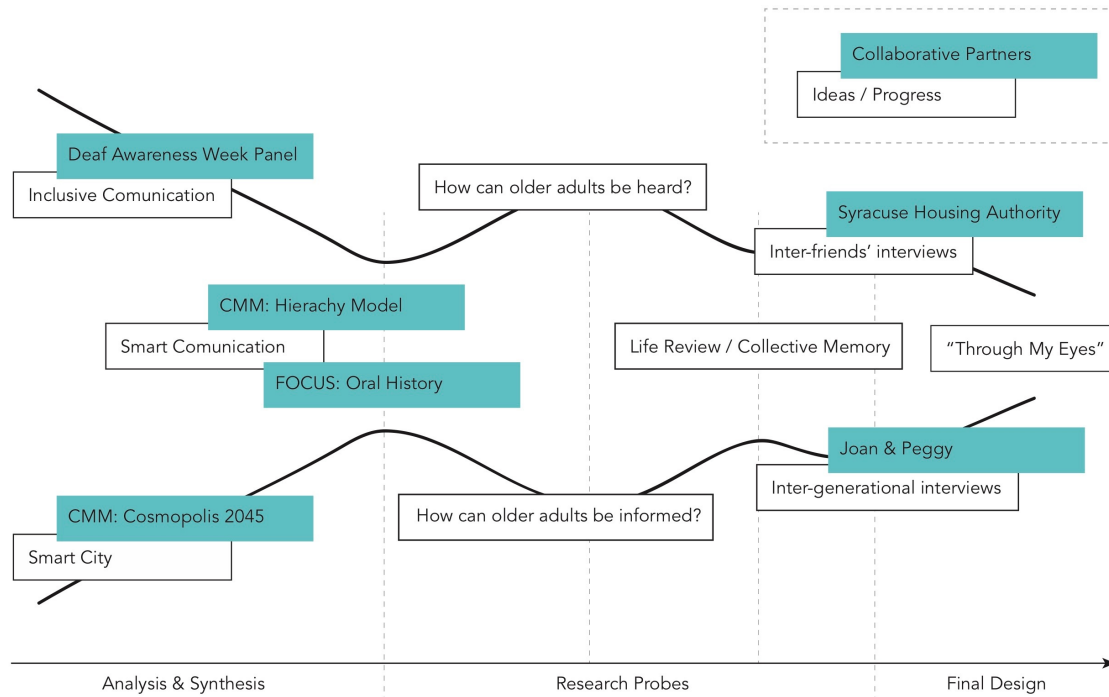 Collaborative Partners
Ideas / Progress
Deaf Awareness Week Panel
Inclusive Comunication
How can older adults be heard?
Syracuse Housing Authority
Inter-friends’ interviews
CMM: Hierachy Model
Smart Comunication
FOCUS: Oral History
Life Review / Collective Memory
“Through My Eyes”
Joan & Peggy
Inter-generational interviews
CMM: Cosmopolis 2045
Smart City
How can older adults be informed?
Analysis & Synthesis
Research Probes
Final Design